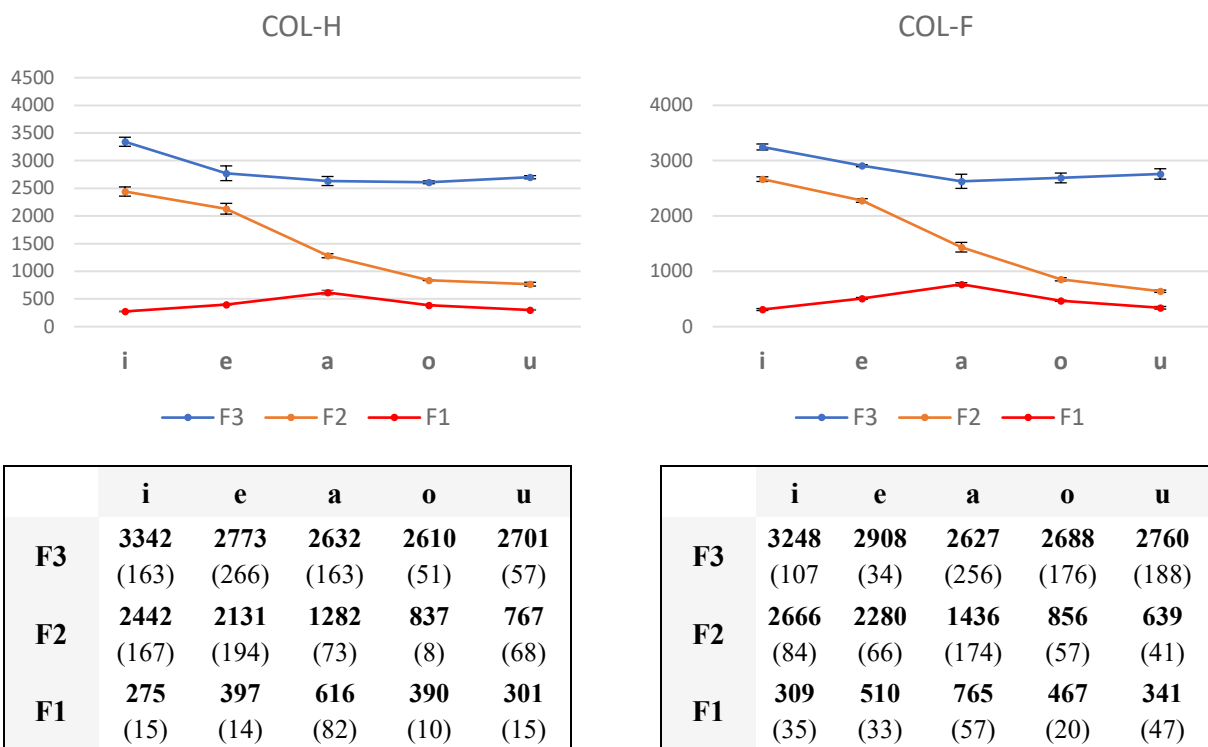 COL-H
4500
4000
3500
3000
2500
2000
1500
1000
500
0
i e a o u
F3 F2 F1
COL-F
4000
3000
2000
1000
0
i e a o u
F3 F2 F1
i e a o u
F3 3342 2773 2632 2610 2701
(163) (266) (163) (51) (57)
F2 2442 2131 1282 837 767
(167) (194) (73) (8) (68)
F1 275 397 616 390 301
(15) (14) (82) (10) (15)
i e a o u
F3 3248 2908 2627 2688 2760
(107 (34) (256) (176) (188)
F2 2666 2280 1436 856 639
(84) (66) (174) (57) (41)
F1 309 510 765 467 341
(35) (33) (57) (20) (47)